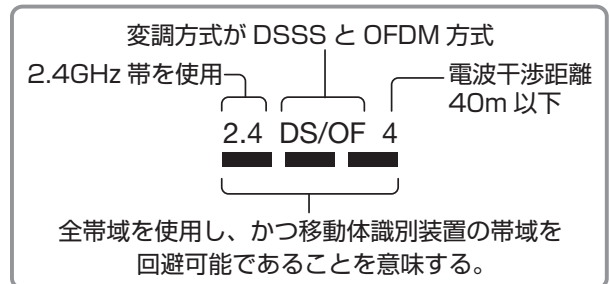 変調方式が DSSS と OFDM 方式
2.4GHz 帯を使用
電波干渉距離
40m 以下
2.4 DS/OF 4
全帯域を使用し、かつ移動体識別装置の帯域を
回避可能であることを意味する。